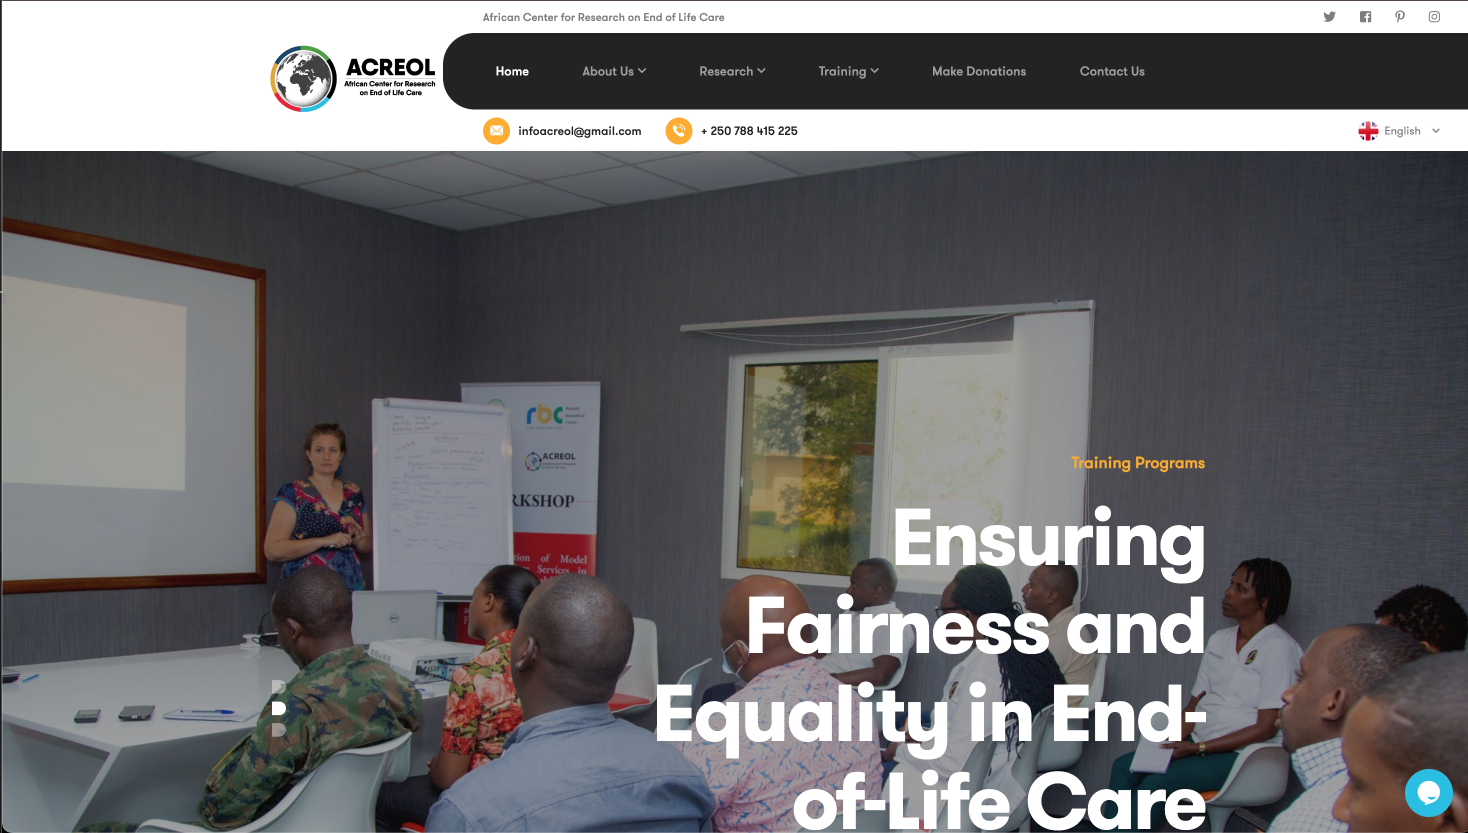 African Center for Research on End of Life Care
ACREOL
African Center for Research
on End of Life Care
Home
About Us
Research
Training
Make Donations
Contact Us
infoacreol@gmail.com
+ 250 788 415 225
English
rbc
ACREOL
RKSHOP
tion of Model
Services in
DELL
Training Programs
Ensuring
Fairness and
Equality in End-
of-Life Care